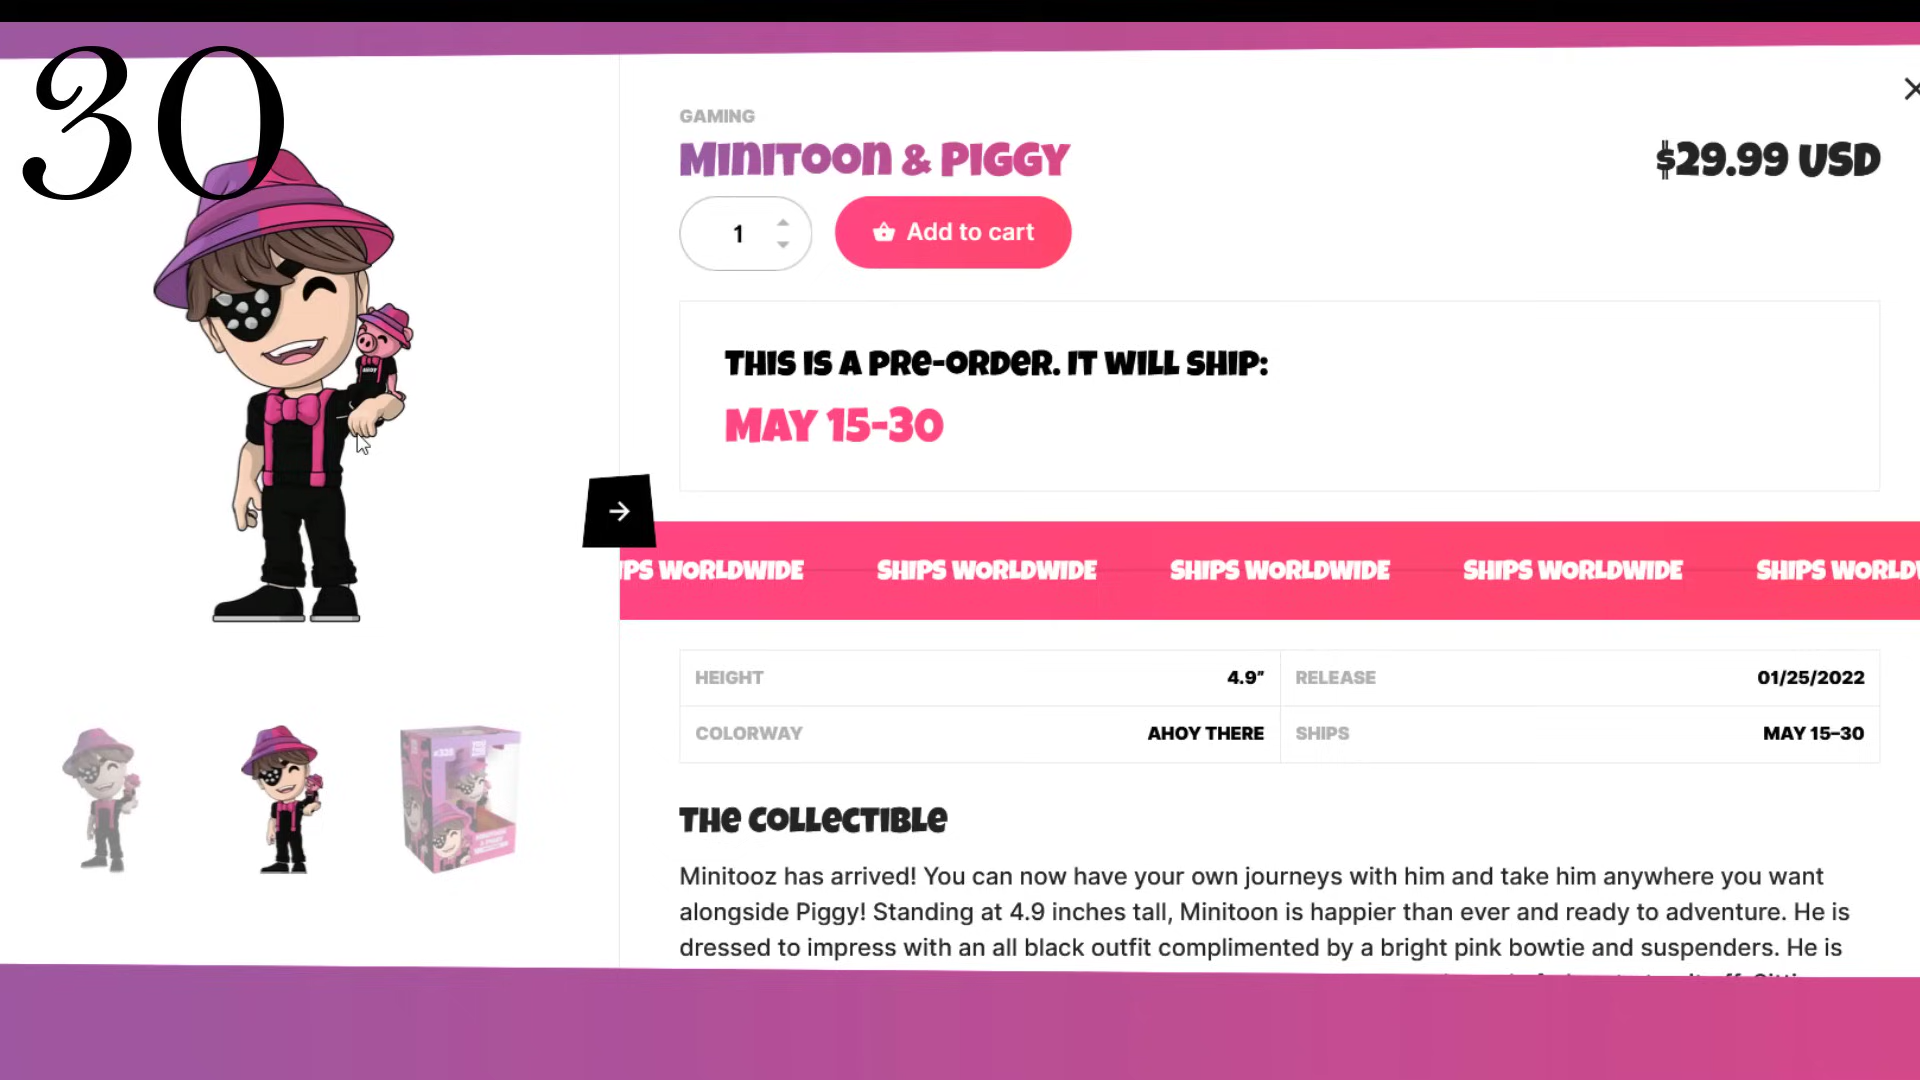 30
GAMING
MINITOON & PIGGY
$29.99 USD
1
Add to cart
THIS IS A PRE-ORDER. IT WILL SHIP:
MAY 15-30
IPS WORLDWIDE SHIPS WORLDWIDE SHIPS WORLDWIDE SHIPS WORLDWIDE SHIPS WORLD
HEIGHT 4.9" RELEASE 01/25/2022
COLORWAY AHOY THERE SHIPS MAY 15–30
THE COLLECTIBLE
Minitooz has arrived! You can now have your own journeys with him and take him anywhere you want
alongside Piggy! Standing at 4.9 inches tall, Minitoon is happier than ever and ready to adventure. He is
dressed to impress with an all black outfit complimented by a bright pink bowtie and suspenders. He is